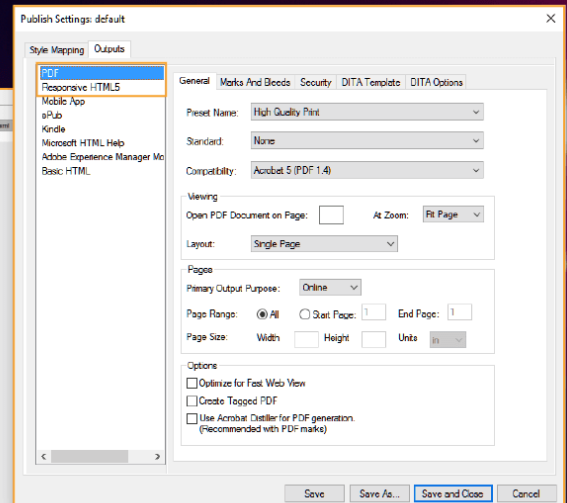 Publish Settings: default
Style Mapping Outputs
PDF
Responsive HTML5
Mobile App
ePub
Kindle
Microsoft HTML Help
Adobe Experience Manager Mo
Basic HTML
General Marks And Bleeds Security DITA Template DITA Options
Preset Name: High Quality Print
Standard: None
Compatibility: Acrobat 5 (PDF 1.4)
Viewing
Open PDF Document on Page: At Zoom: Fit Page
Layout: Single Page
Pages
Primary Output Purpose: Online
Page Range: All Start Page: 1 End Page: 1
Page Size: Width Height Units in
Options
Optimize for Fast Web View
Create Tagged PDF
Use Acrobat Distiller for PDF generation.
(Recommended with PDF marks)
Save Save As... Save and Close Cancel